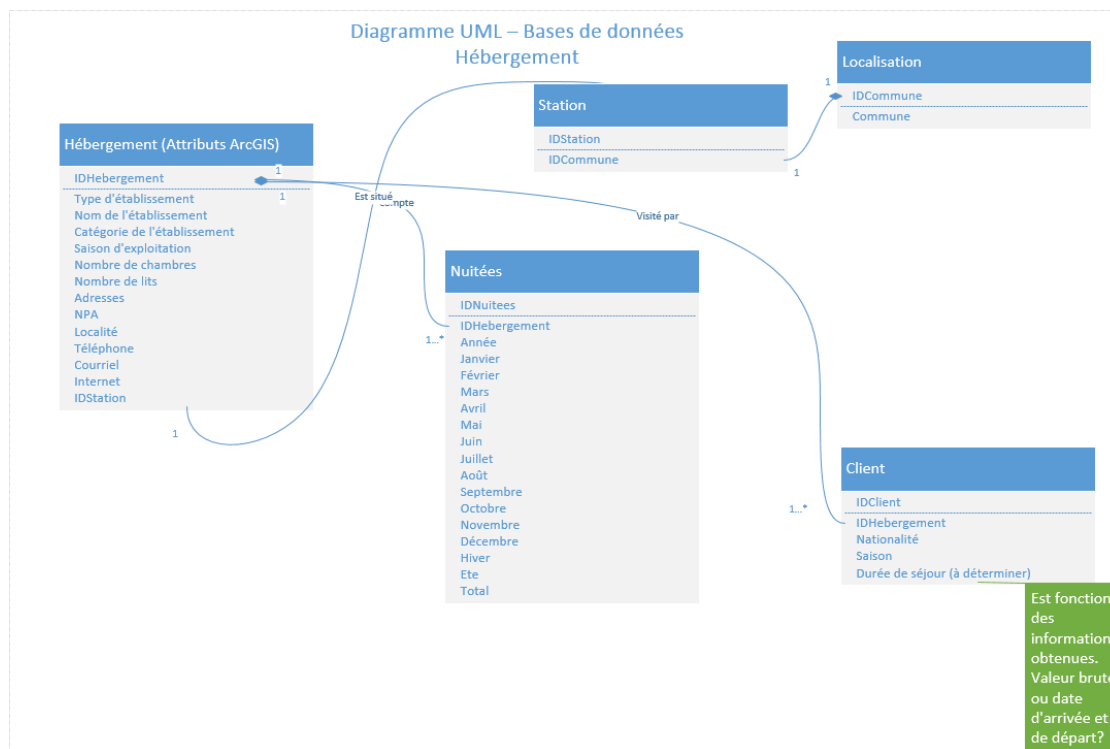 Diagramme UML – Bases de données
Hébergement
Hébergement (Attributs ArcGIS)
IDHebergement
Type d'établissement
Nom de l'établissement
Catégorie de l'établissement
Saison d'exploitation
Nombre de chambres
Nombre de lits
Adresses
NPA
Localité
Téléphone
Courriel
Internet
IDStation
1
1
1
Est situé
compte
Visité par
Station
IDStation
IDCommune
1
Localisation
1
IDCommune
Commune
Nuitées
IDNuitees
IDHebergement
1...*
Année
Janvier
Février
Mars
Avril
Mai
Juin
Juillet
Août
Septembre
Octobre
Novembre
Décembre
Hiver
Ete
Total
Client
IDClient
1...*
IDHebergement
Nationalité
Saison
Durée de séjour (à déterminer)
Est fonction
des
information
obtenues.
Valeur brute
ou date
d'arrivée et
de départ?